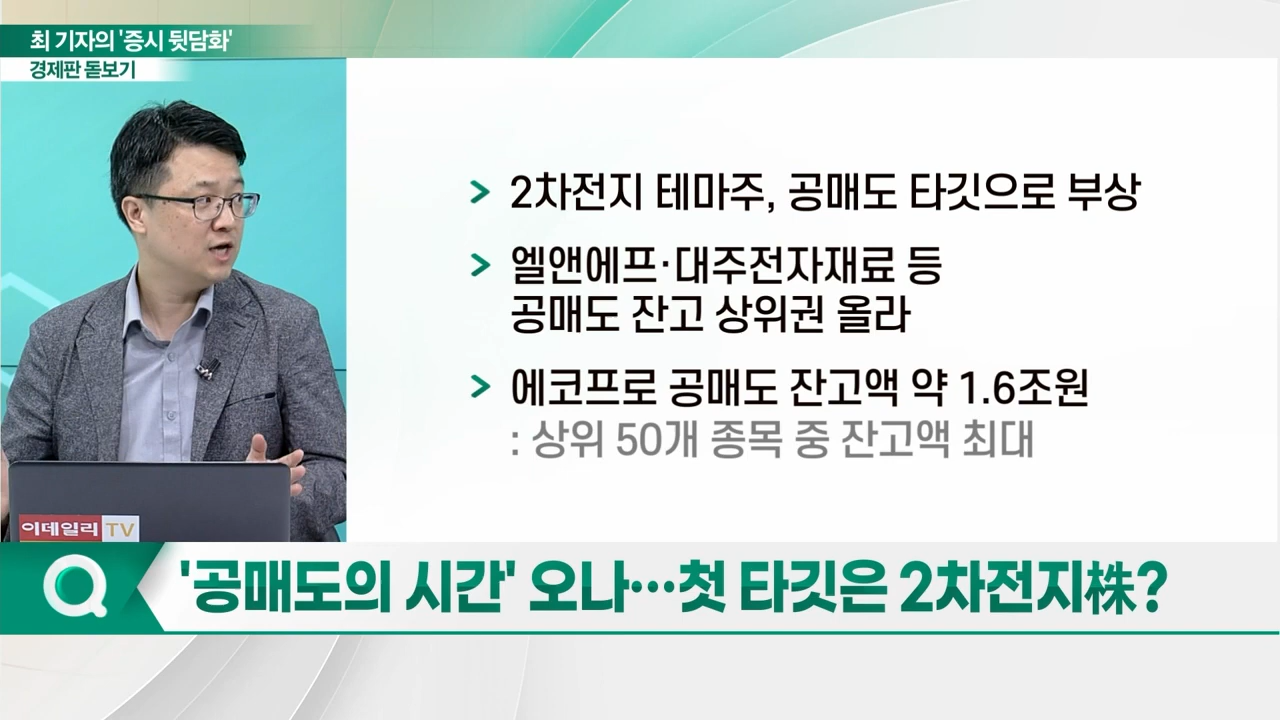 최 기자의 '증시 뒷담화'
경제판 돋보기
> 2차전지 테마주, 공매도 타깃으로 부상
> 엘앤에프·대주전자재료 등
공매도 잔고 상위권 올라
> 에코프로 공매도 잔고액 약 1.6조원
: 상위 50개 종목 중 잔고액 최대
이데일리 TV
'공매도의 시간' 오나…첫 타깃은 2차전지株?